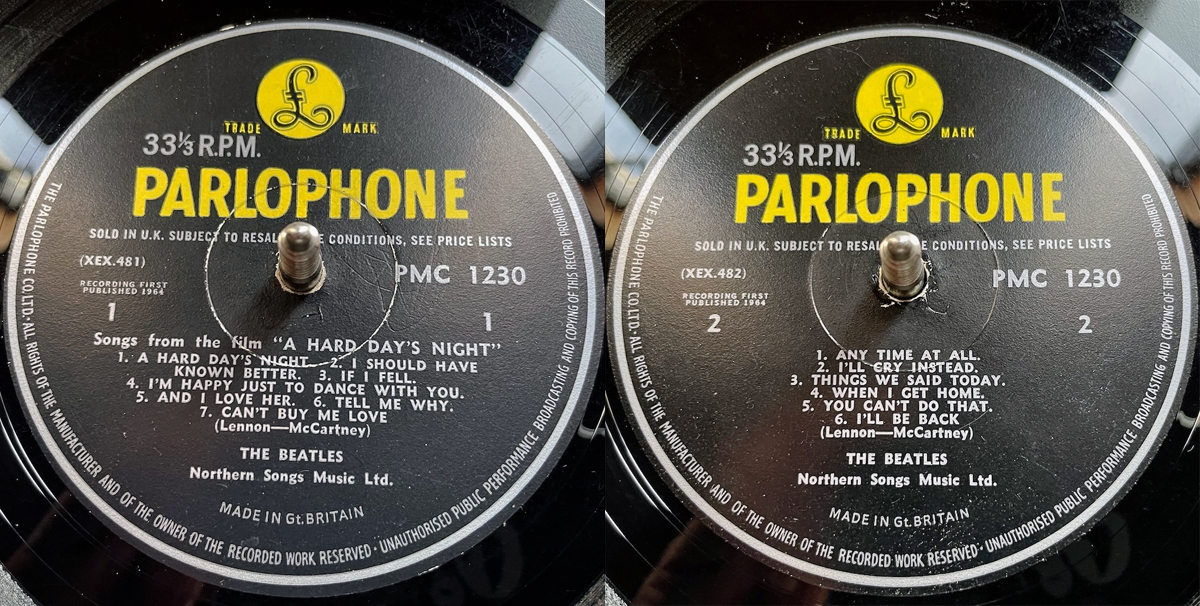 £
TRADE MARK
33⅓ R.P.M.
PARLOPHONE
SOLD IN U.K. SUBJECT TO RESAL E CONDITIONS, SEE PRICE LISTS
(XEX.481)
PMC 1230
RECORDING FIRST
PUBLISHED 1964
1 1
Songs from the film "A HARD DAY'S NIGHT"
1. A HARD DAY'S NIGHT 2. I SHOULD HAVE
KNOWN BETTER. 3. IF I FELL.
4. I'M HAPPY JUST TO DANCE WITH YOU.
5. AND I LOVE HER. 6. TELL ME WHY.
7. CAN'T BUY ME LOVE
(Lennon—McCartney)
THE BEATLES
Northern Songs Music Ltd.
MADE IN Gt.BRITAIN
THE PARLOPHONE CO.LTD· ALL RIGHTS OF THE MANUFACTURER AND OF THE OWNER OF THE RECORDED WORK RESERVED · UNAUTHORISED PUBLIC PERFORMANCE BROADCASTING AND COPYING OF THIS RECORD PROHIBITED
£
TRADE MARK
33⅓ R.P.M.
PARLOPHONE
SOLD IN U.K. SUBJECT TO RESAL E CONDITIONS, SEE PRICE LISTS
(XEX.482)
PMC 1230
RECORDING FIRST
PUBLISHED 1964
2 2
1. ANY TIME AT ALL.
2. I'LL CRY INSTEAD.
3. THINGS WE SAID TODAY.
4. WHEN I GET HOME.
5. YOU CAN'T DO THAT.
6. I'LL BE BACK
(Lennon—McCartney)
THE BEATLES
Northern Songs Music Ltd.
MADE IN Gt.BRITAIN
THE PARLOPHONE CO.LTD· ALL RIGHTS OF THE MANUFACTURER AND OF THE OWNER OF THE RECORDED WORK RESERVED · UNAUTHORISED PUBLIC PERFORMANCE BROADCASTING AND COPYING OF THIS RECORD PROHIBITED